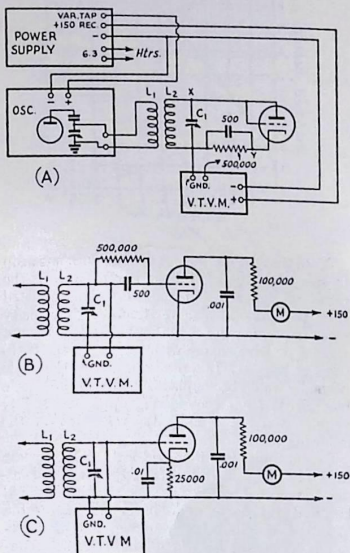 POWER SUPPLY
VAR. TAP
+150 REC.
-
6.3
Htrs.
OSC.
- +
L1 L2
X
C1
500
Y
500,000
GND.
V.T.V.M.
-
+
(A)
500,000
L1 L2
C1
500
.001
100,000
M
+150
-
GND.
V.T.V.M.
(B)
L1 L2
C1
.01
25000
.001
100,000
M
+150
-
GND.
V.T.V M
(C)